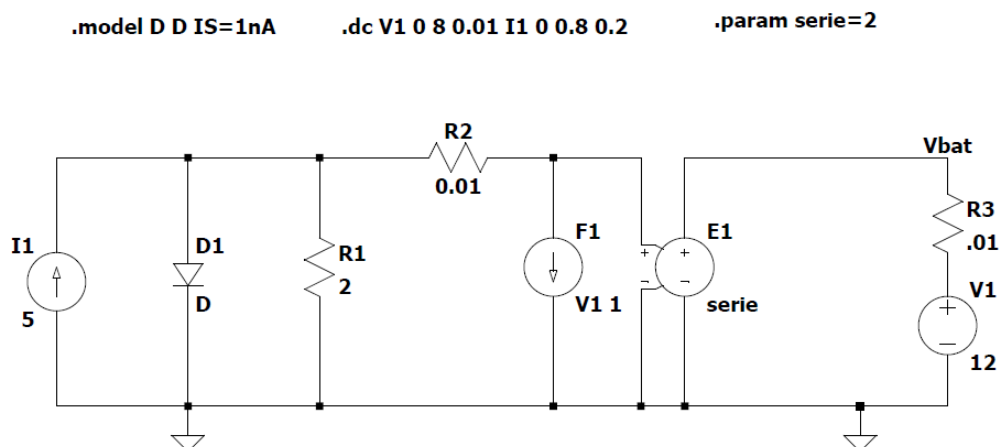 .model D D IS=1nA
.dc V1 0 8 0.01 I1 0 0.8 0.2
.param serie=2
R2
0.01
Vbat
I1
5
D1
D
R1
2
F1
V1 1
+
-
E1
+
-
serie
R3
.01
V1
+
-
12